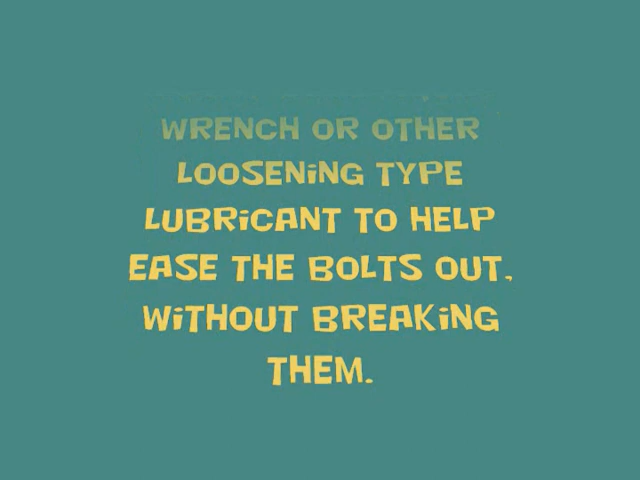 WRENCH OR OTHER
LOOSENiNG TYPE
LUBRiCANT TO HELP
EASE THE BOLTS OUT.
WiTHOUT BREAKiNG
THEM.